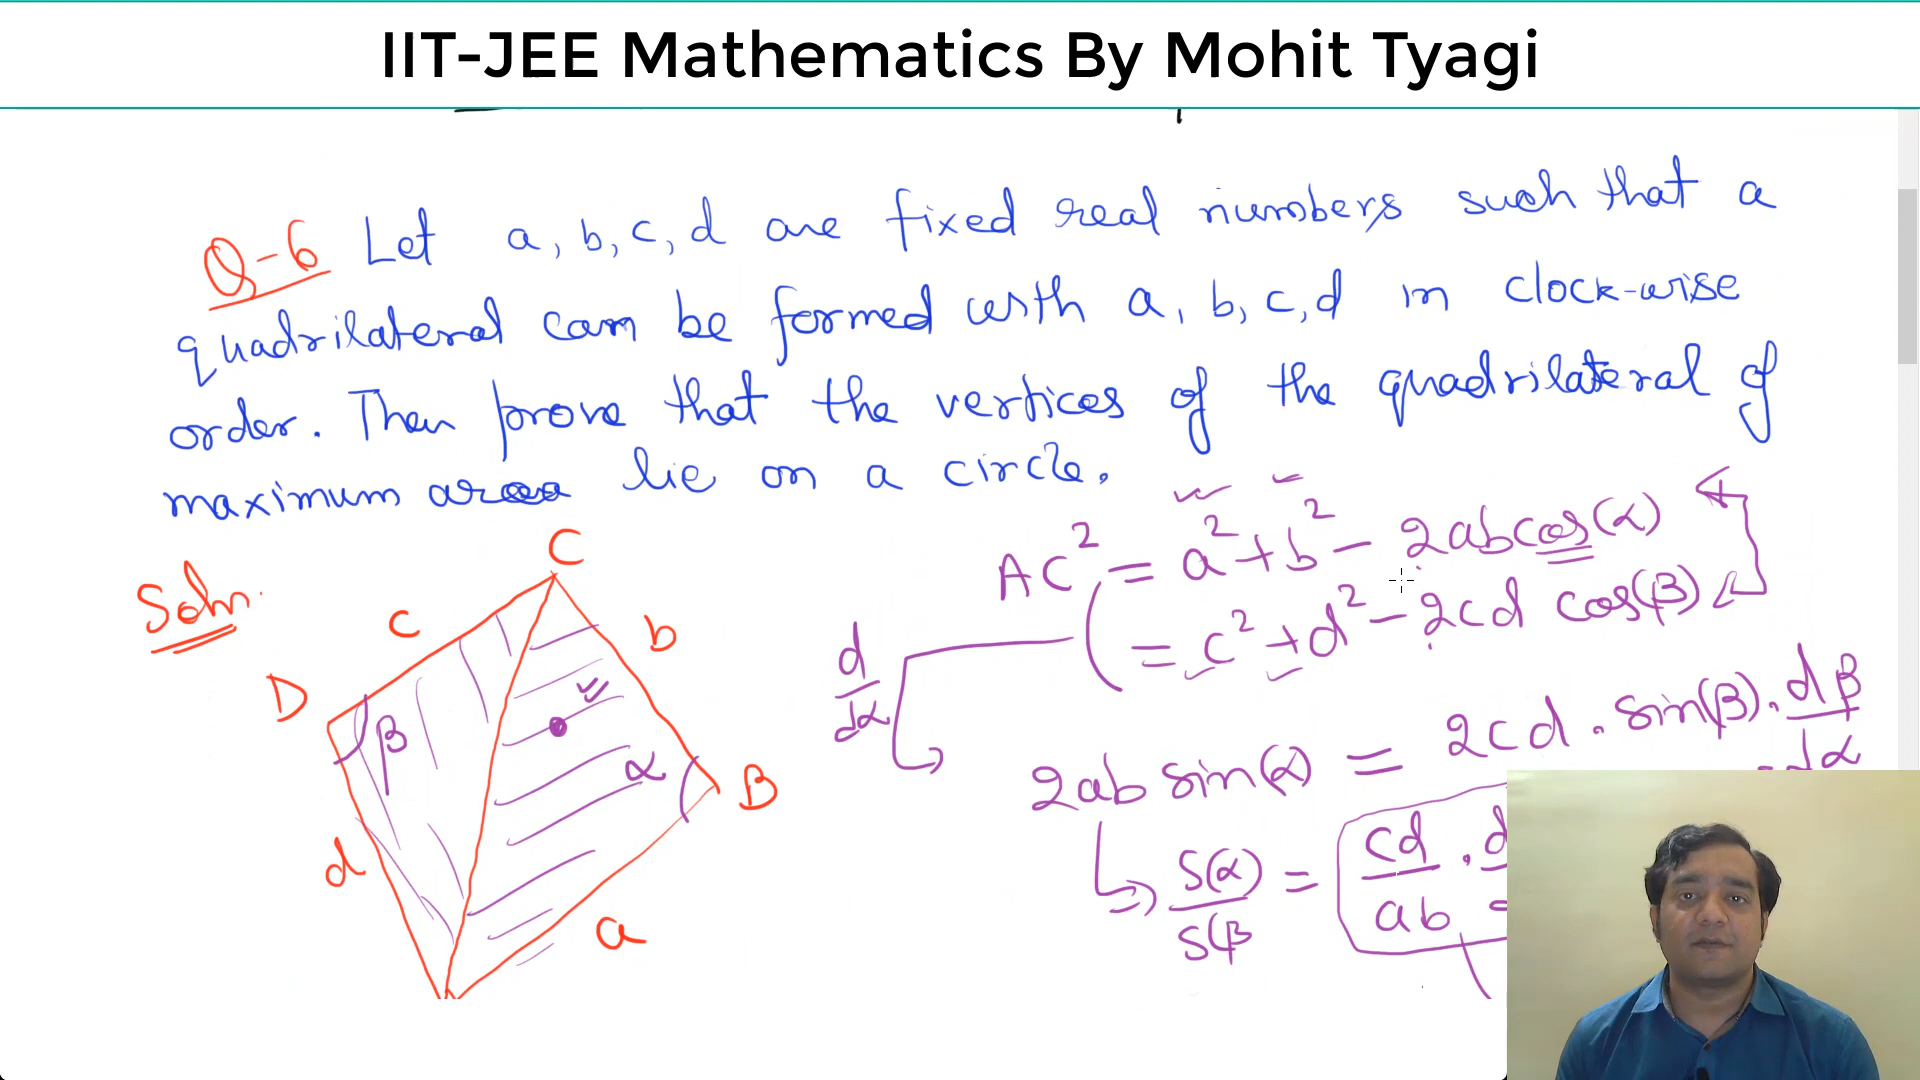 IIT-JEE Mathematics By Mohit Tyagi
Q-6 Let a, b, c, d are fixed real numbers such that a
quadrilateral can be formed with a, b, c, d in clock-wise
order. Then prove that the vertices of the quadrilateral of
maximum area lie on a circle.
Soln.
C
c
b
D
β
α
B
d
a
AC² = a² + b² - 2ab cos(α)
= c² + d² - 2cd cos(β)
d/dα
2ab sin(α) = 2cd . sin(β) . dβ/dα
S(α)/S(β = cd/ab . d